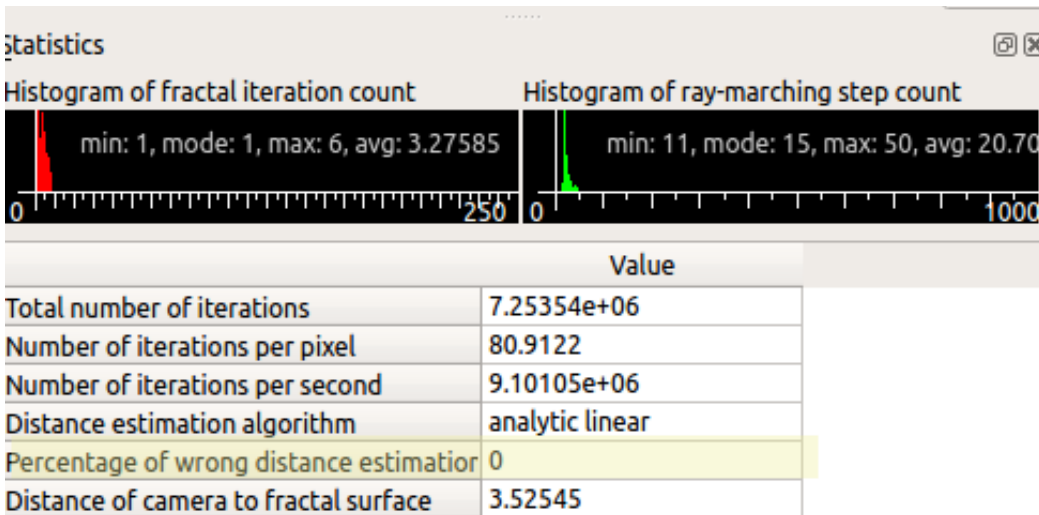 Statistics
Histogram of fractal iteration count
Histogram of ray-marching step count
min: 1, mode: 1, max: 6, avg: 3.27585
min: 11, mode: 15, max: 50, avg: 20.70
0 250
0 1000
Value
Total number of iterations 7.25354e+06
Number of iterations per pixel 80.9122
Number of iterations per second 9.10105e+06
Distance estimation algorithm analytic linear
Percentage of wrong distance estimation 0
Distance of camera to fractal surface 3.52545